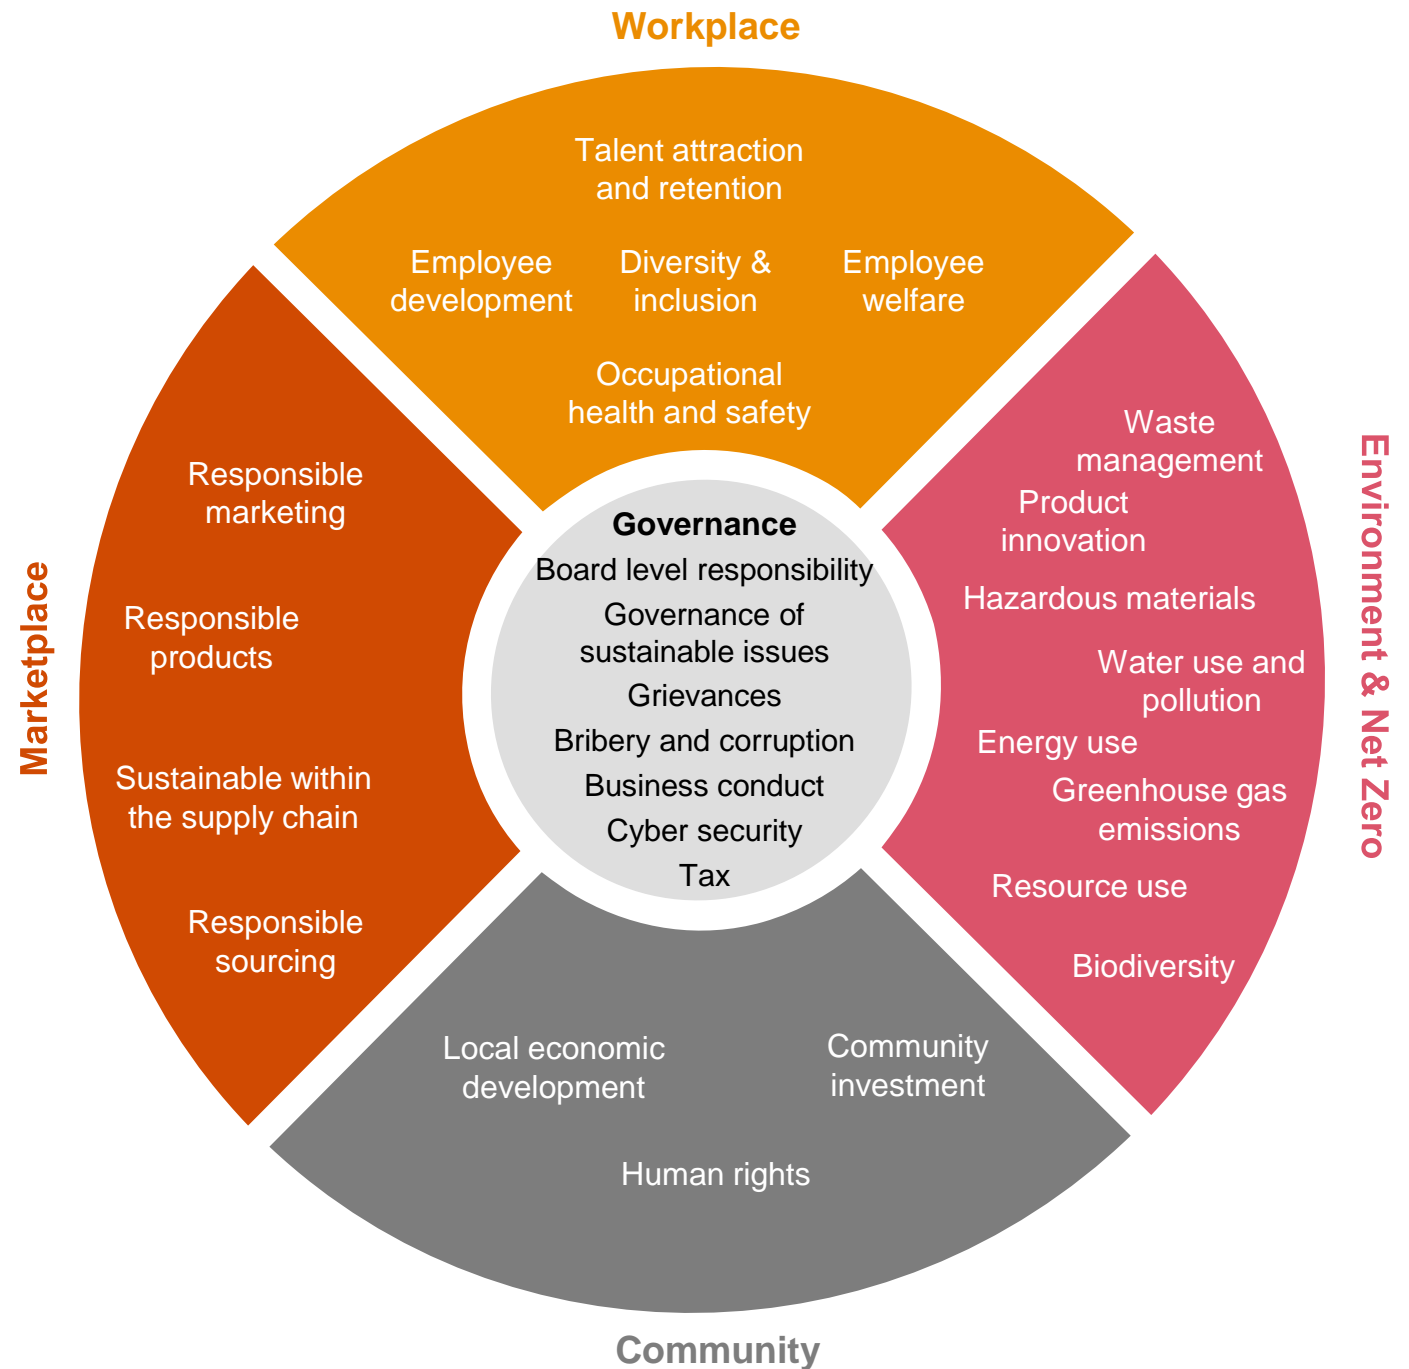 Workplace
Talent attraction
and retention
Employee
development
Diversity &
inclusion
Employee
welfare
Occupational
health and safety
Marketplace
Responsible
marketing
Responsible
products
Sustainable within
the supply chain
Responsible
sourcing
Governance
Board level responsibility
Governance of
sustainable issues
Grievances
Bribery and corruption
Business conduct
Cyber security
Tax
Environment & Net Zero
Waste
management
Product
innovation
Hazardous materials
Water use and
pollution
Energy use
Greenhouse gas
emissions
Resource use
Biodiversity
Local economic
development
Community
investment
Human rights
Community